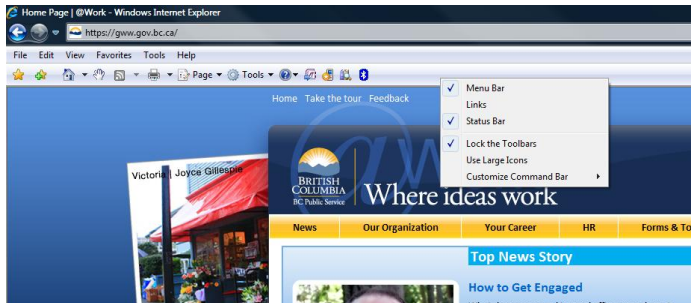 Home Page | @Work - Windows Internet Explorer
https://gww.gov.bc.ca/
File Edit View Favorites Tools Help
Page Tools
Home Take the tour Feedback
Menu Bar
Links
Status Bar
Lock the Toolbars
Use Large Icons
Customize Command Bar
Victoria | Joyce Gillespie
BRITISH
COLUMBIA
BC Public Service
Where ideas work
News Our Organization Your Career HR Forms & To
Top News Story
How to Get Engaged